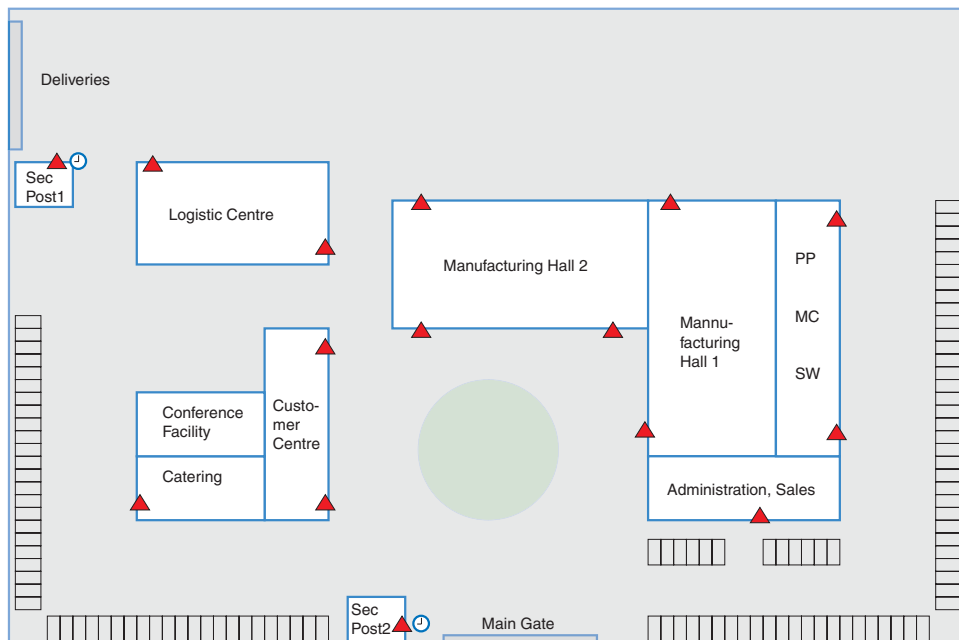 Deliveries
Sec
Post1
Logistic Centre
Manufacturing Hall 2
PP
MC
SW
Mannu-
facturing
Hall 1
Conference
Facility
Custo-
mer
Centre
Catering
Administration, Sales
Sec
Post2
Main Gate